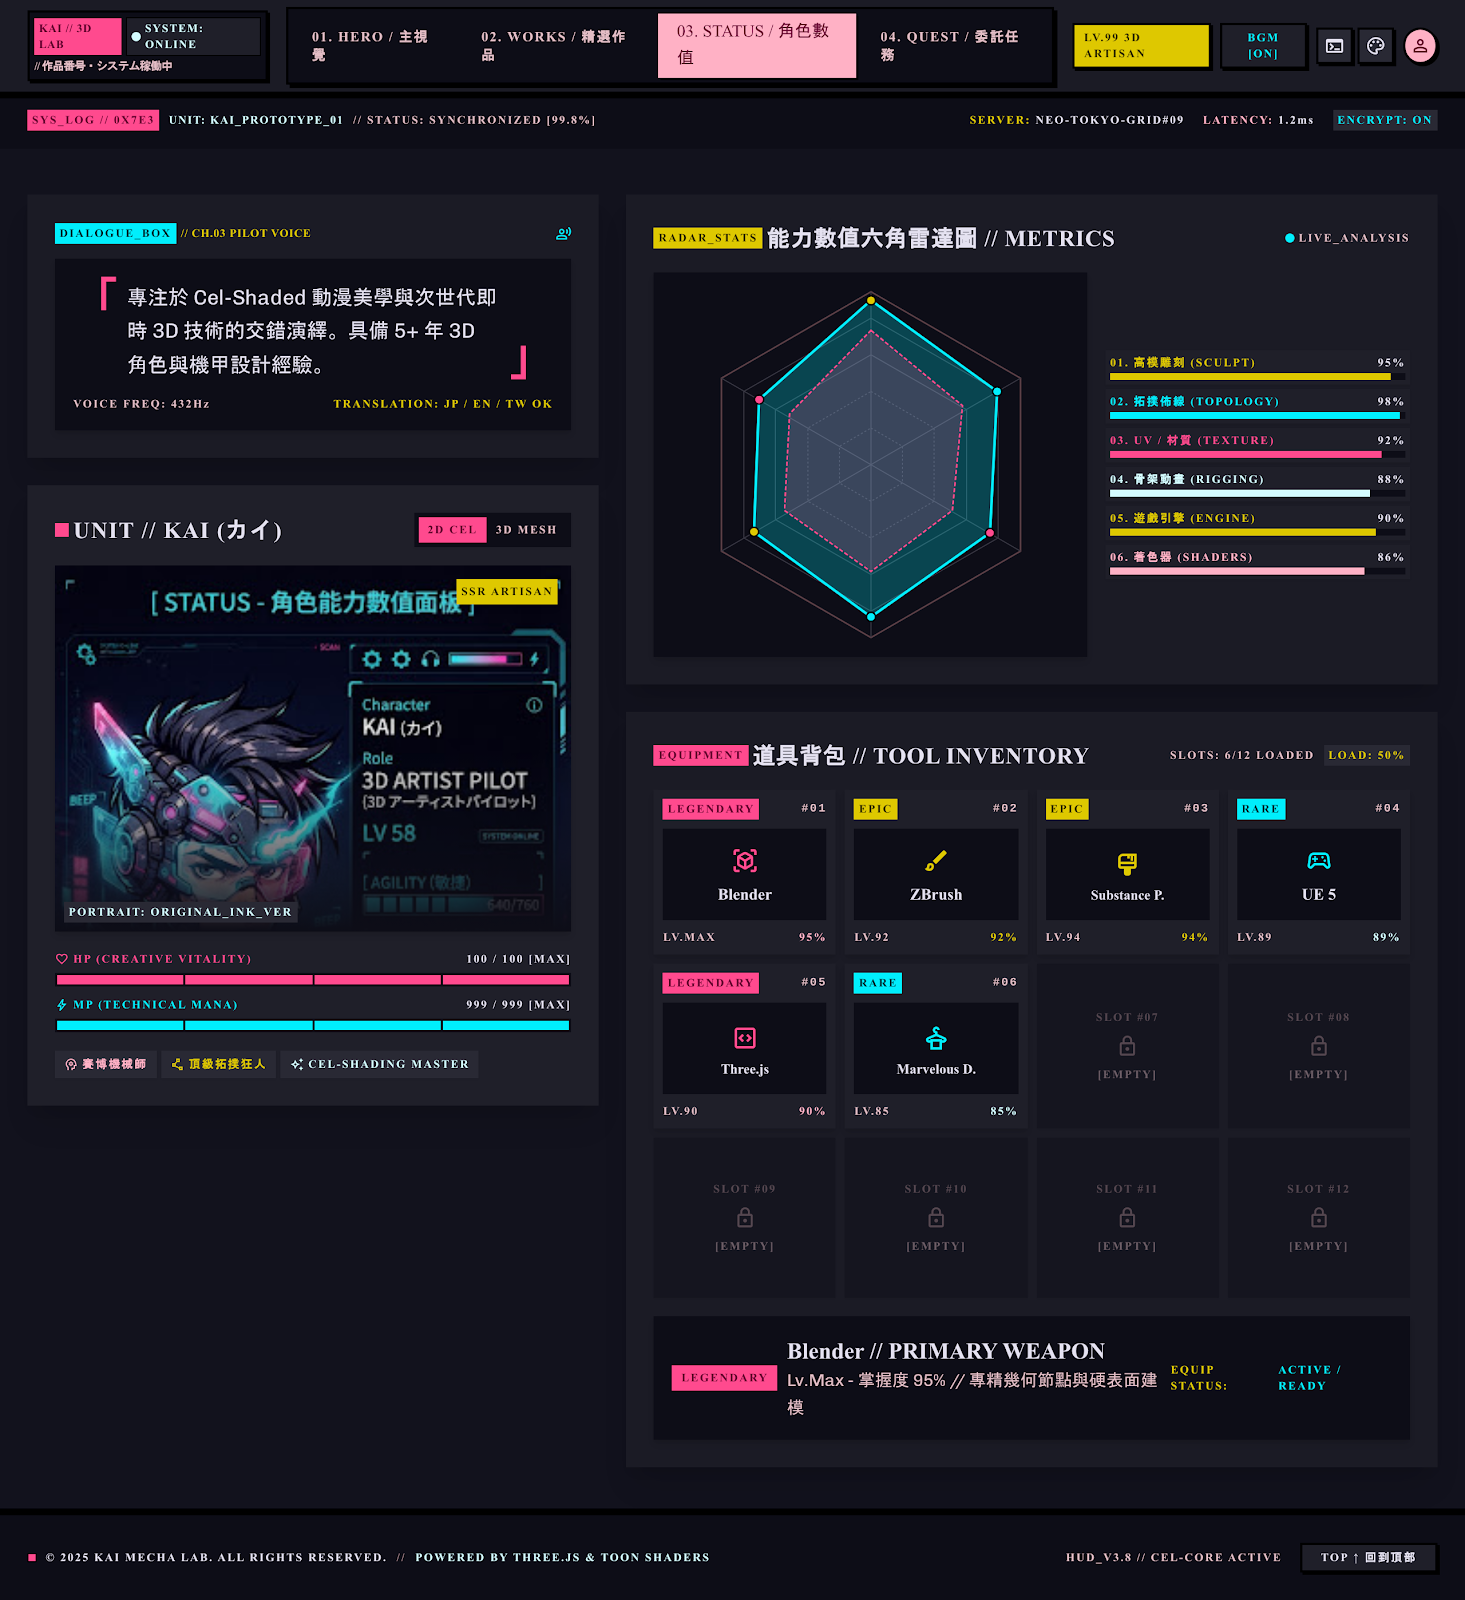 KAI // 3D
LAB
SYSTEM:
ONLINE
// 作品番号・システム稼働中
01. HERO / 主視
覺
02. WORKS / 精選作
品
03. STATUS / 角色數
值
04. QUEST / 委託任
務
LV.99 3D
ARTISAN
BGM
[ON]
SYS_LOG // 0X7E3
UNIT: KAI_PROTOTYPE_01 // STATUS: SYNCHRONIZED [99.8%]
SERVER: NEO-TOKYO-GRID#09
LATENCY: 1.2ms
ENCRYPT: ON
DIALOGUE_BOX // CH.03 PILOT VOICE
「專注於 Cel-Shaded 動漫美學與次世代即
時 3D 技術的交錯演繹。具備 5+ 年 3D
角色與機甲設計經驗。」
VOICE FREQ: 432Hz
TRANSLATION: JP / EN / TW OK
UNIT // KAI (カイ)
2D CEL
3D MESH
[ STATUS - 角色能力數值面板 ]
SSR ARTISAN
SCAN
Character
KAI (カイ)
Role
3D ARTIST PILOT
(3D アーティストパイロット)
LV 58
SYSTEM:ONLINE
BEEP
[ AGILITY (敏捷) ]
640/760
PORTRAIT: ORIGINAL_INK_VER
HP (CREATIVE VITALITY)
100 / 100 [MAX]
MP (TECHNICAL MANA)
999 / 999 [MAX]
賽博機械師
頂級拓撲狂人
CEL-SHADING MASTER
RADAR_STATS 能力數值六角雷達圖 // METRICS
LIVE_ANALYSIS
01. 高模雕刻 (SCULPT) 95%
02. 拓撲佈線 (TOPOLOGY) 98%
03. UV / 材質 (TEXTURE) 92%
04. 骨架動畫 (RIGGING) 88%
05. 遊戲引擎 (ENGINE) 90%
06. 著色器 (SHADERS) 86%
EQUIPMENT 道具背包 // TOOL INVENTORY
SLOTS: 6/12 LOADED
LOAD: 50%
LEGENDARY #01
Blender
LV.MAX 95%
EPIC #02
ZBrush
LV.92 92%
EPIC #03
Substance P.
LV.94 94%
RARE #04
UE 5
LV.89 89%
LEGENDARY #05
Three.js
LV.90 90%
RARE #06
Marvelous D.
LV.85 85%
SLOT #07
[EMPTY]
SLOT #08
[EMPTY]
SLOT #09
[EMPTY]
SLOT #10
[EMPTY]
SLOT #11
[EMPTY]
SLOT #12
[EMPTY]
LEGENDARY
Blender // PRIMARY WEAPON
Lv.Max - 掌握度 95% // 專精幾何節點與硬表面建
模
EQUIP
STATUS:
ACTIVE /
READY
© 2025 KAI MECHA LAB. ALL RIGHTS RESERVED. // POWERED BY THREE.JS & TOON SHADERS
HUD_V3.8 // CEL-CORE ACTIVE
TOP ↑ 回到頂部